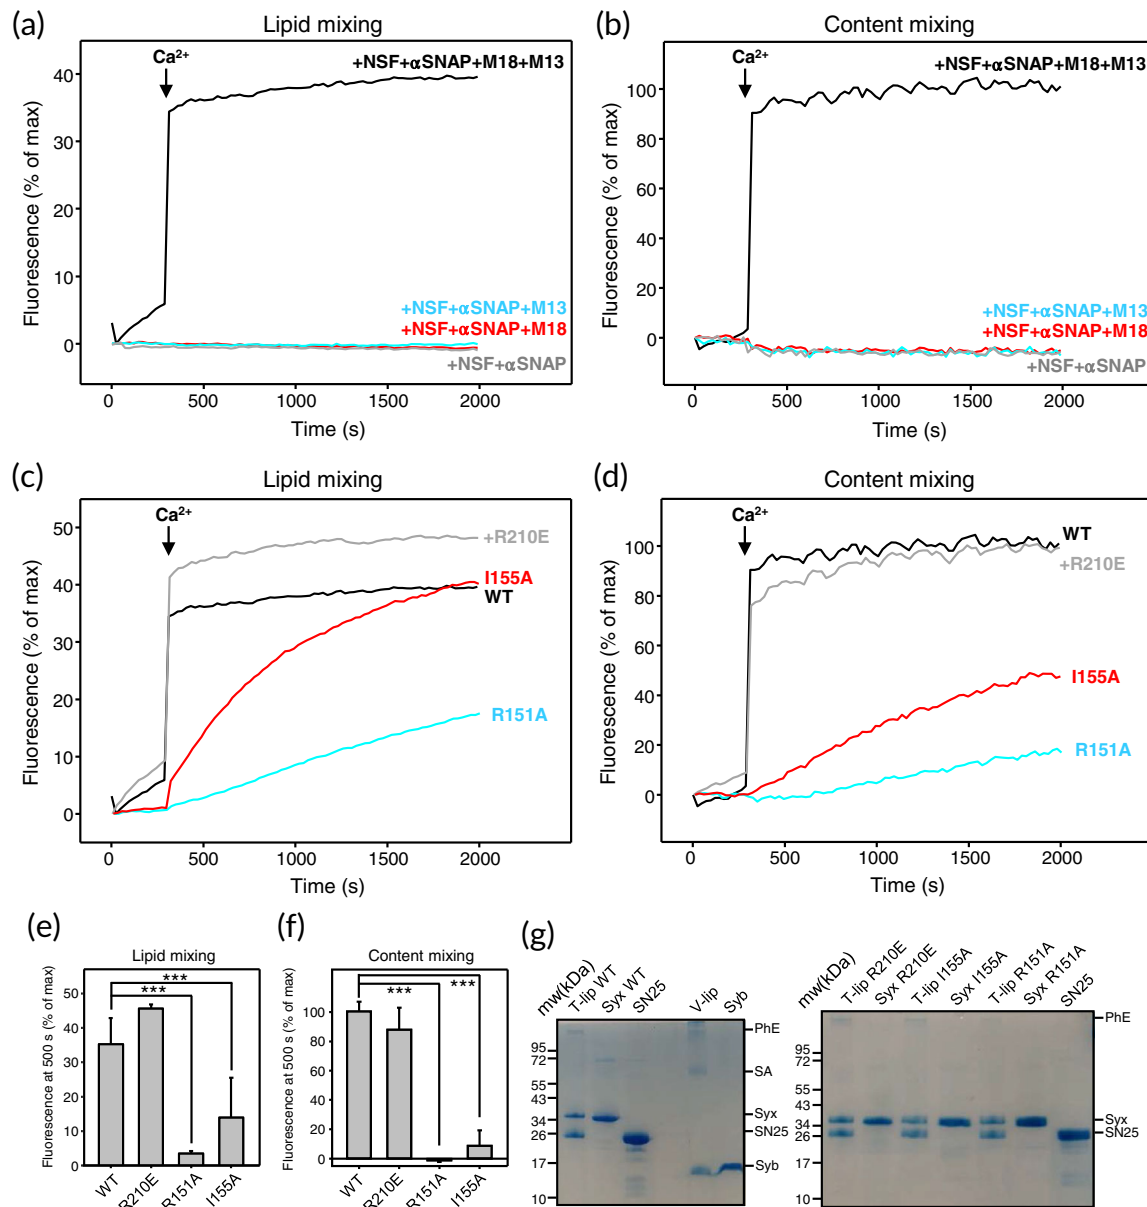 (a)
Lipid mixing
Ca²⁺
+NSF+αSNAP+M18+M13
+NSF+αSNAP+M13
+NSF+αSNAP+M18
+NSF+αSNAP
Fluorescence (% of max)
40
30
20
10
0
0 500 1000 1500 2000
Time (s)
(b)
Content mixing
Ca²⁺
+NSF+αSNAP+M18+M13
+NSF+αSNAP+M13
+NSF+αSNAP+M18
+NSF+αSNAP
Fluorescence (% of max)
100
80
60
40
20
0
0 500 1000 1500 2000
Time (s)
(c)
Lipid mixing
Ca²⁺
+R210E
I155A
WT
R151A
Fluorescence (% of max)
50
40
30
20
10
0
0 500 1000 1500 2000
Time (s)
(d)
Content mixing
Ca²⁺
WT
+R210E
I155A
R151A
Fluorescence (% of max)
100
80
60
40
20
0
0 500 1000 1500 2000
Time (s)
(e)
Lipid mixing
***
***
Fluorescence at 500 s (% of max)
50
40
30
20
10
0
WT R210E R151A I155A
(f)
Content mixing
***
***
Fluorescence at 500 s (% of max)
100
80
60
40
20
0
WT R210E R151A I155A
(g)
mw(kDa) T-lip WT Syx WT SN25 V-lip Syb
95
72
55
43
34
26
17
10
PhE
SA
Syx
SN25
Syb
mw(kDa) T-lip R210E Syx R210E T-lip I155A Syx I155A T-lip R151A Syx R151A SN25
95
72
55
43
34
26
17
10
PhE
Syx
SN25